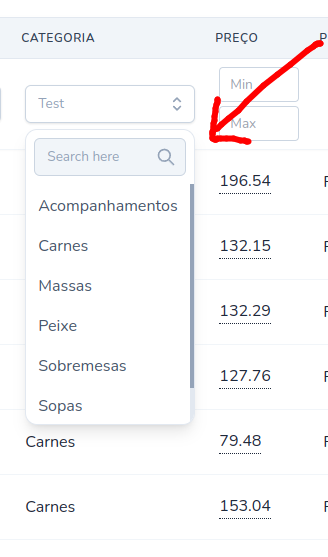 CATEGORIA PREÇO P
Test Min
Max
Search here
Acompanhamentos 196.54
Carnes 132.15
Massas 132.29
Peixe
Sobremesas 127.76
Sopas
Carnes 79.48
Carnes 153.04